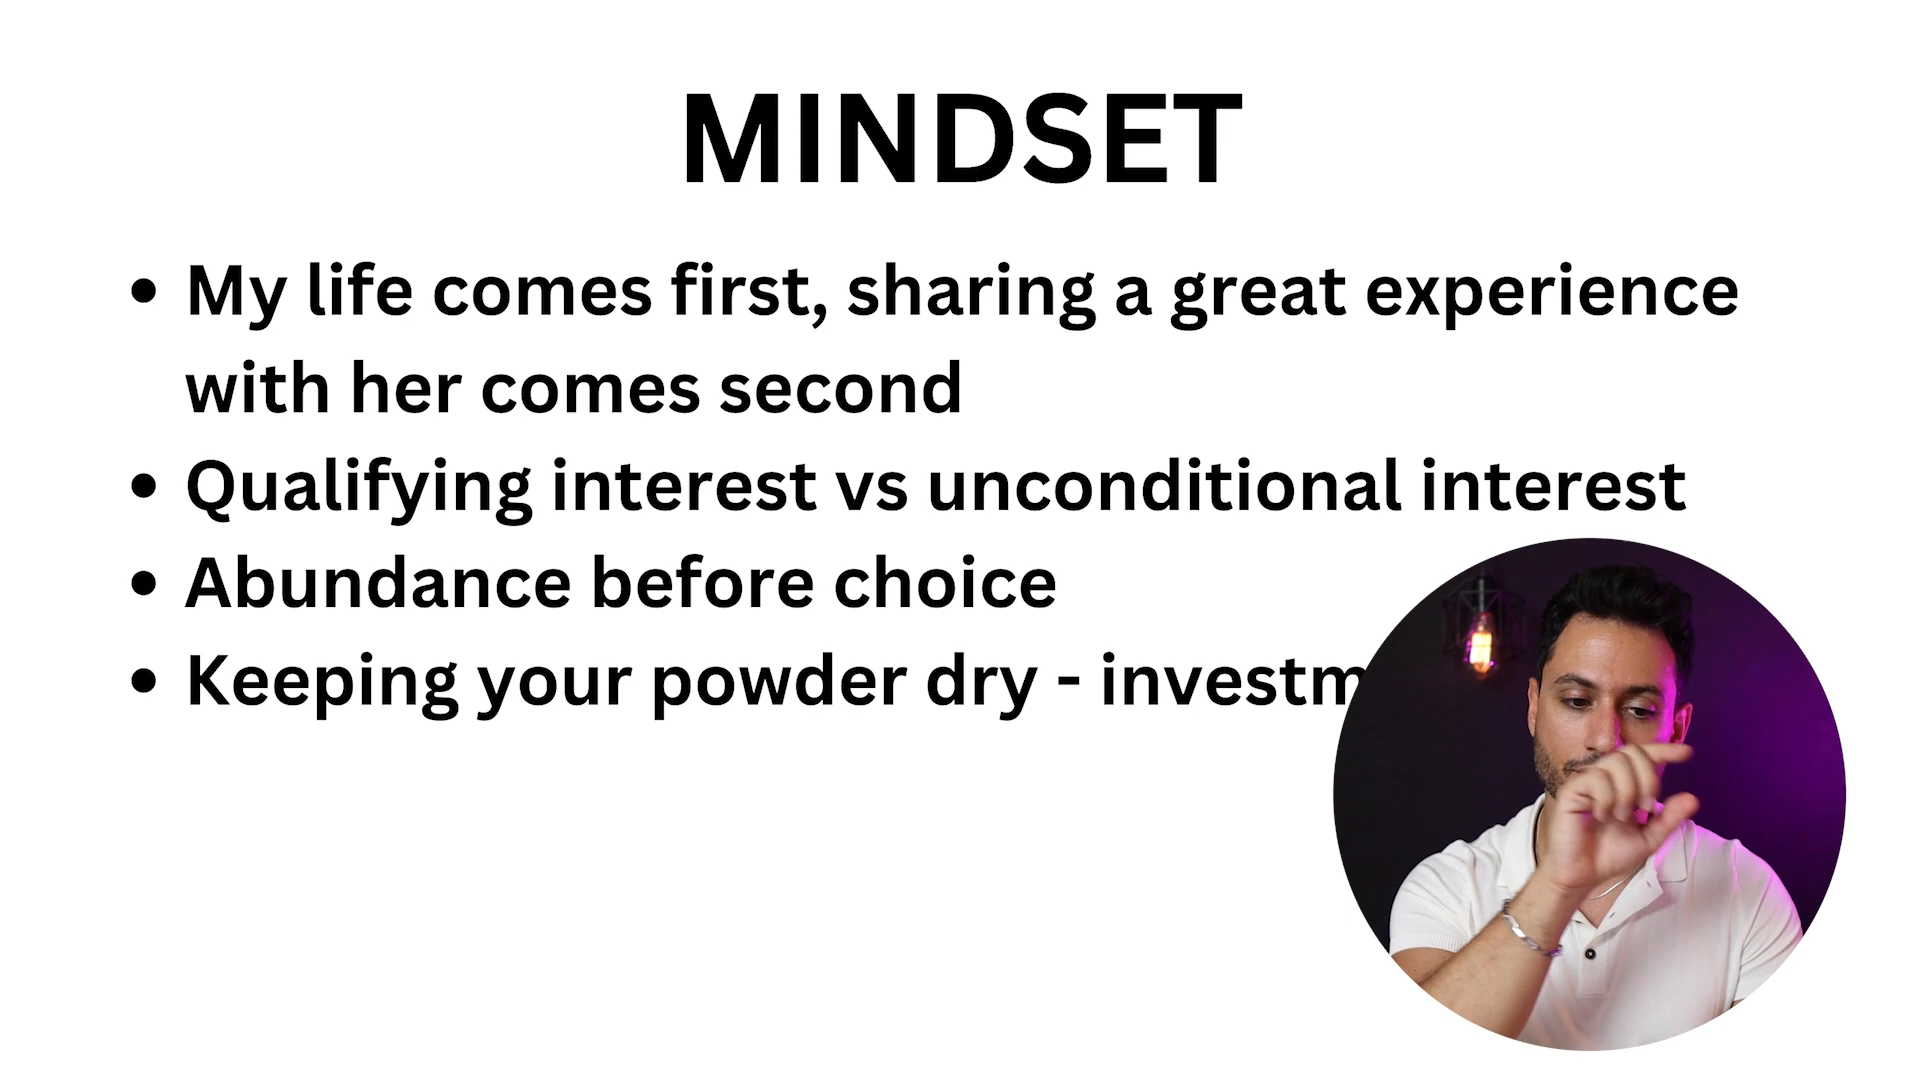 MINDSET
• My life comes first, sharing a great experience
with her comes second
• Qualifying interest vs unconditional interest
• Abundance before choice
• Keeping your powder dry - investm